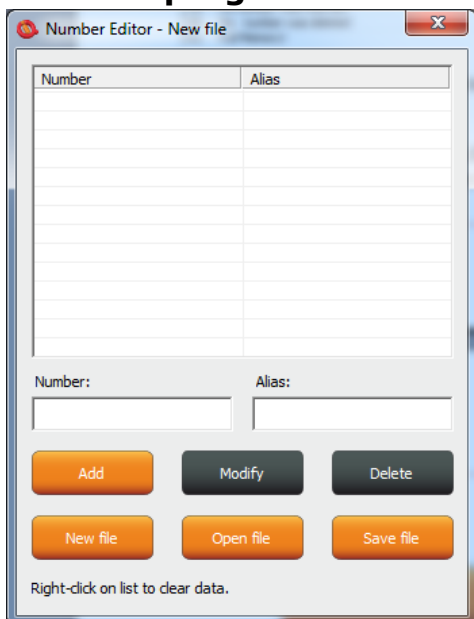 Number Editor - New file
X
Number Alias
Number: Alias:
Add Modify Delete
New file Open file Save file
Right-click on list to clear data.